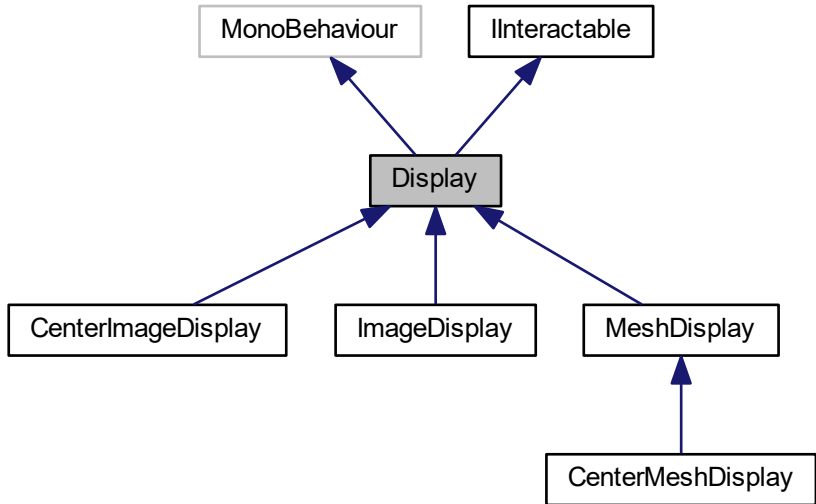 MonoBehaviour
IInteractable
Display
CenterImageDisplay
ImageDisplay
MeshDisplay
CenterMeshDisplay